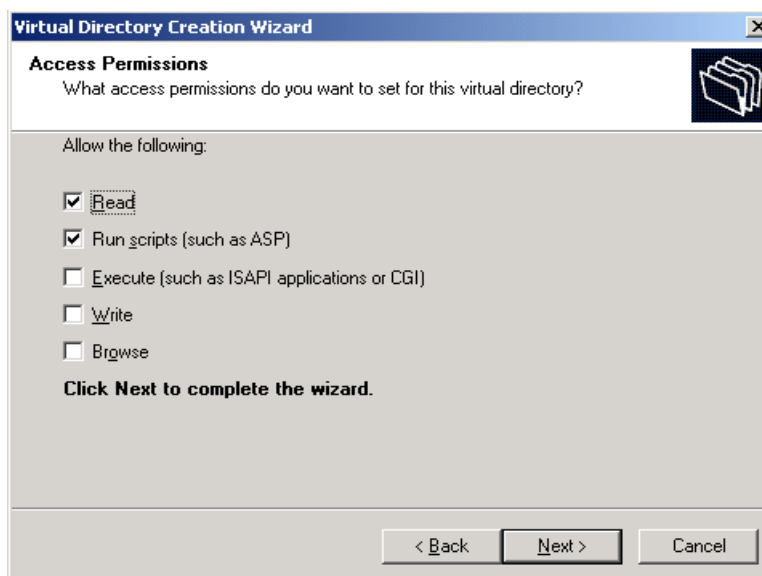 Virtual Directory Creation Wizard
Access Permissions
What access permissions do you want to set for this virtual directory?
Allow the following:
Read
Run scripts (such as ASP)
Execute (such as ISAPI applications or CGI)
Write
Browse
Click Next to complete the wizard.
< Back Next > Cancel